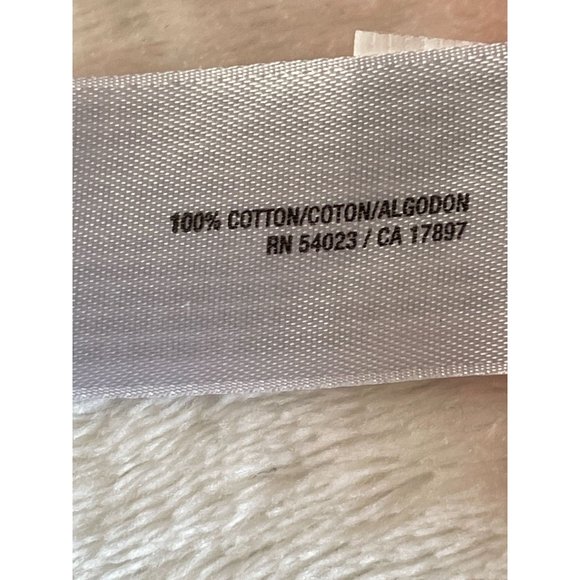 100% COTTON/COTON/ALGODON
RN 54023 / CA 17897